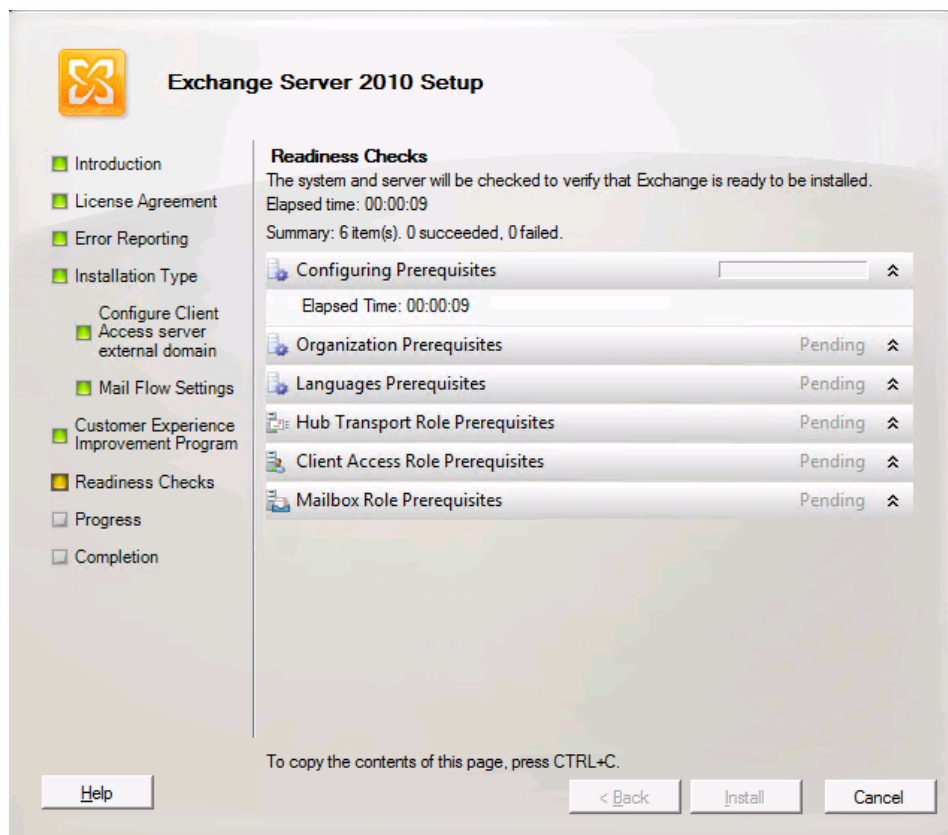 Exchange Server 2010 Setup
Introduction
License Agreement
Error Reporting
Installation Type
Configure Client
Access server
external domain
Mail Flow Settings
Customer Experience
Improvement Program
Readiness Checks
Progress
Completion
Readiness Checks
The system and server will be checked to verify that Exchange is ready to be installed.
Elapsed time: 00:00:09
Summary: 6 item(s). 0 succeeded, 0 failed.
Configuring Prerequisites
Elapsed Time: 00:00:09
Organization Prerequisites Pending
Languages Prerequisites Pending
Hub Transport Role Prerequisites Pending
Client Access Role Prerequisites Pending
Mailbox Role Prerequisites Pending
To copy the contents of this page, press CTRL+C.
Help < Back Install Cancel